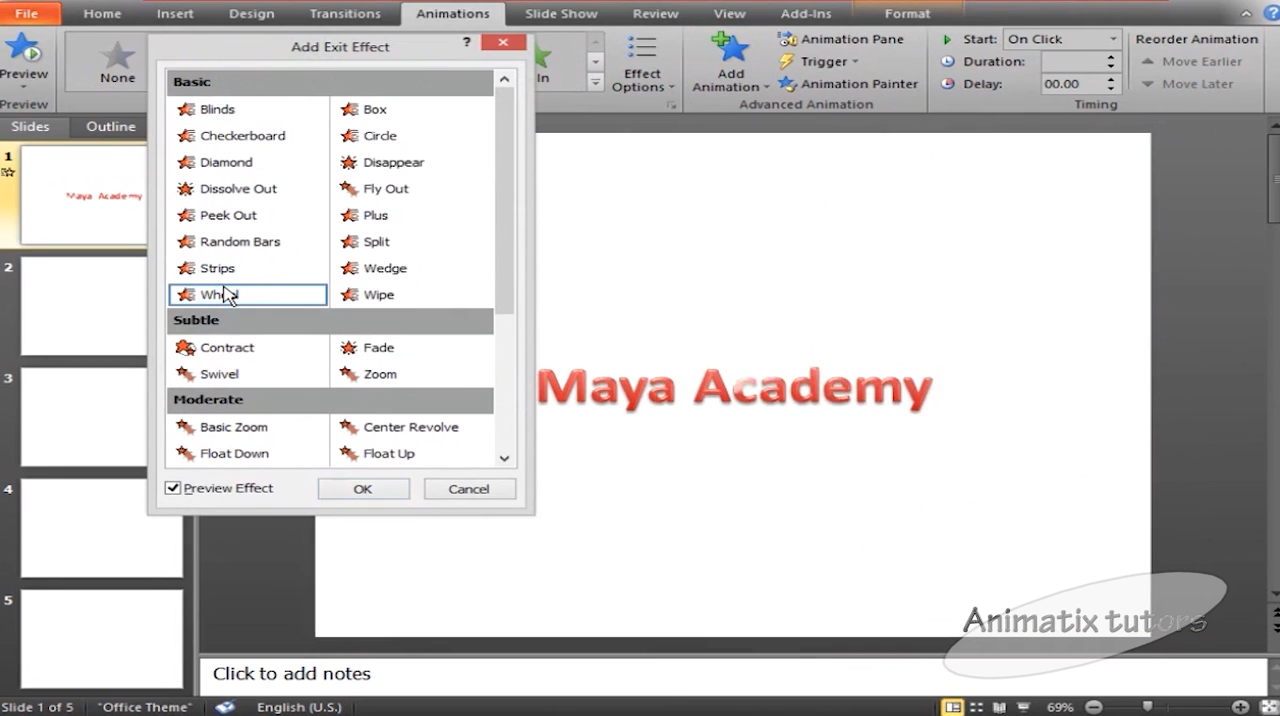 File Home Insert Design Transitions Animations Slide Show Review View Add-Ins Format
Preview
Preview
None
In
Effect Options
Add Animation
Animation Pane
Trigger
Animation Painter
Advanced Animation
Start: On Click
Duration:
Delay: 00.00
Timing
Reorder Animation
Move Earlier
Move Later
Slides Outline
1
Maya Academy
2
3
4
5
Add Exit Effect
?
Basic
Blinds Box
Checkerboard Circle
Diamond Disappear
Dissolve Out Fly Out
Peek Out Plus
Random Bars Split
Strips Wedge
Wheel Wipe
Subtle
Contract Fade
Swivel Zoom
Moderate
Basic Zoom Center Revolve
Float Down Float Up
Preview Effect OK Cancel
Maya Academy
Animatix tutors
Click to add notes
Slide 1 of 5 "Office Theme" English (U.S.) 69%